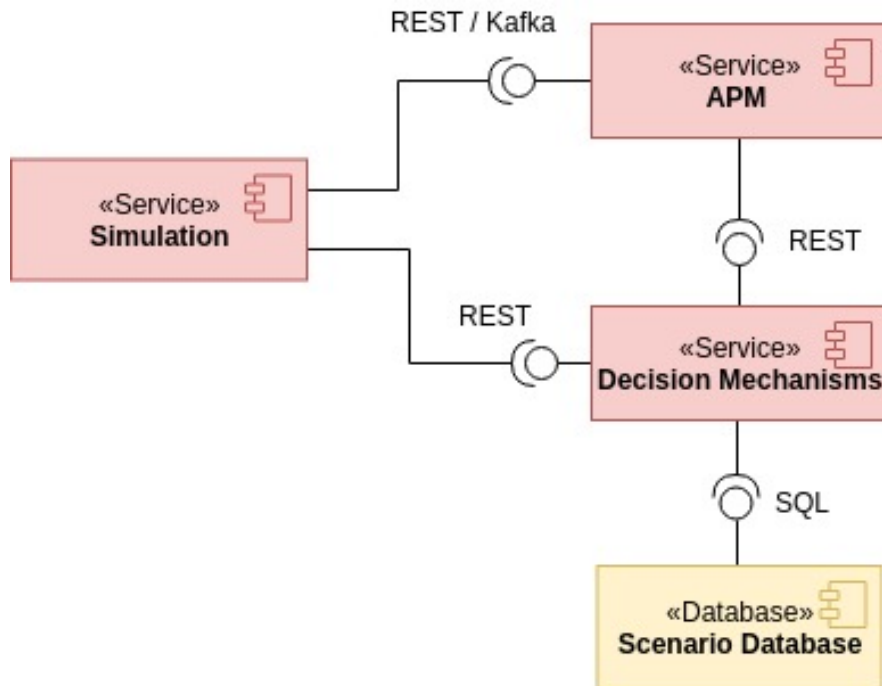 REST / Kafka
«Service»
APM
«Service»
Simulation
REST
REST
«Service»
Decision Mechanisms
SQL
«Database»
Scenario Database